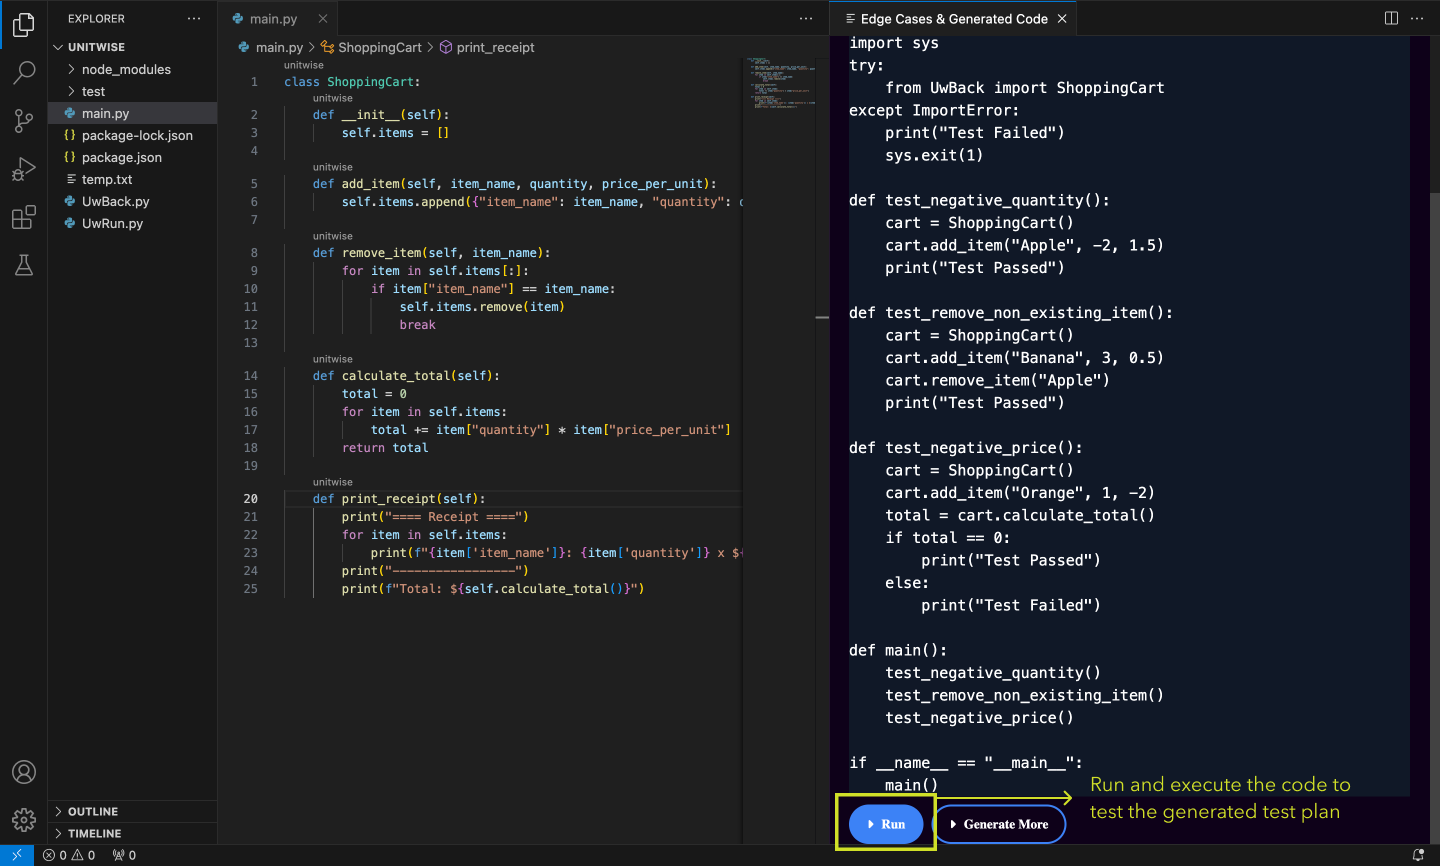 EXPLORER
UNITWISE
node_modules
test
main.py
package-lock.json
package.json
temp.txt
UwBack.py
UwRun.py
OUTLINE
TIMELINE
0 0 0
main.py
main.py > ShoppingCart > print_receipt
unitwise
1 class ShoppingCart:
unitwise
2 def __init__(self):
3 self.items = []
4
unitwise
5 def add_item(self, item_name, quantity, price_per_unit):
6 self.items.append({"item_name": item_name, "quantity":
7
unitwise
8 def remove_item(self, item_name):
9 for item in self.items[:]:
10 if item["item_name"] == item_name:
11 self.items.remove(item)
12 break
13
unitwise
14 def calculate_total(self):
15 total = 0
16 for item in self.items:
17 total += item["quantity"] * item["price_per_unit"]
18 return total
19
unitwise
20 def print_receipt(self):
21 print("==== Receipt ====")
22 for item in self.items:
23 print(f"{item['item_name']}: {item['quantity']} x ${
24 print("-----------------")
25 print(f"Total: ${self.calculate_total()}")
Edge Cases & Generated Code
import sys
try:
from UwBack import ShoppingCart
except ImportError:
print("Test Failed")
sys.exit(1)
def test_negative_quantity():
cart = ShoppingCart()
cart.add_item("Apple", -2, 1.5)
print("Test Passed")
def test_remove_non_existing_item():
cart = ShoppingCart()
cart.add_item("Banana", 3, 0.5)
cart.remove_item("Apple")
print("Test Passed")
def test_negative_price():
cart = ShoppingCart()
cart.add_item("Orange", 1, -2)
total = cart.calculate_total()
if total == 0:
print("Test Passed")
else:
print("Test Failed")
def main():
test_negative_quantity()
test_remove_non_existing_item()
test_negative_price()
if __name__ == "__main__":
main()
Run
Generate More
Run and execute the code to
test the generated test plan